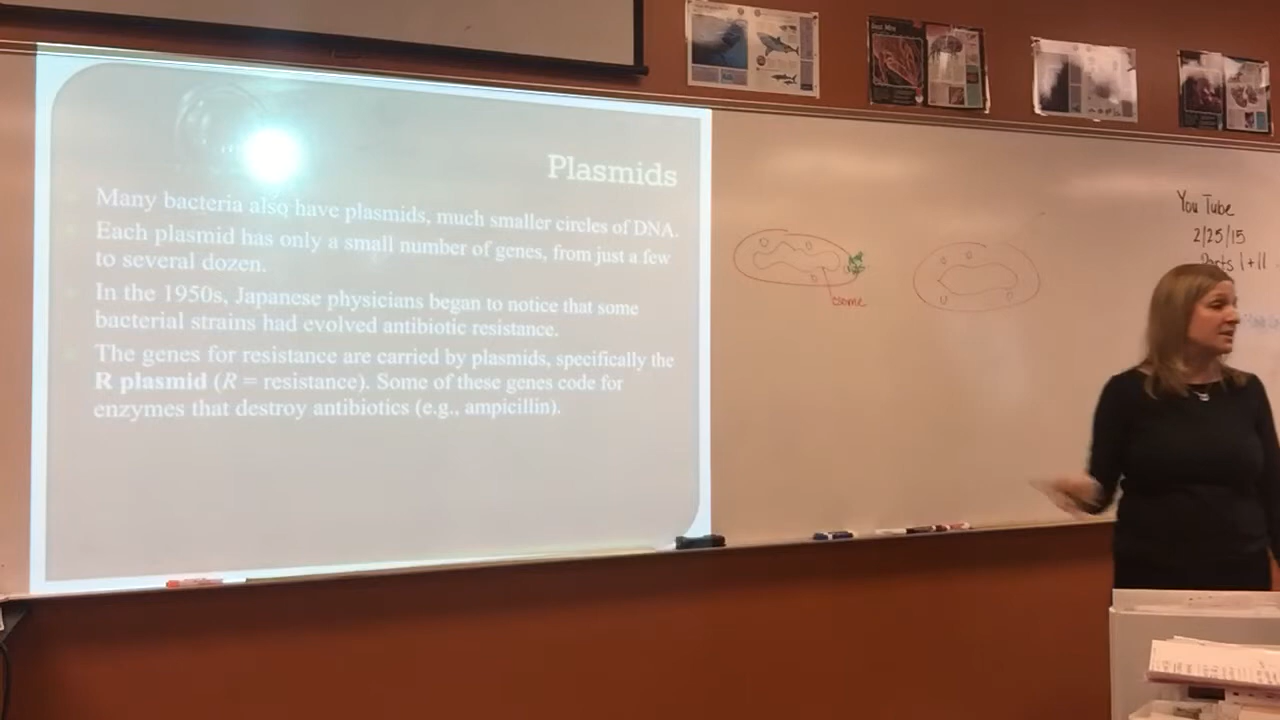 Plasmids
Many bacteria also have plasmids, much smaller circles of DNA.
Each plasmid has only a small number of genes, from just a few
to several dozen.
In the 1950s, Japanese physicians began to notice that some
bacterial strains had evolved antibiotic resistance.
The genes for resistance are carried by plasmids, specifically the
R plasmid (R = resistance). Some of these genes code for
enzymes that destroy antibiotics (e.g., ampicillin).
csome
You Tube
2/25/15
Parts I + II